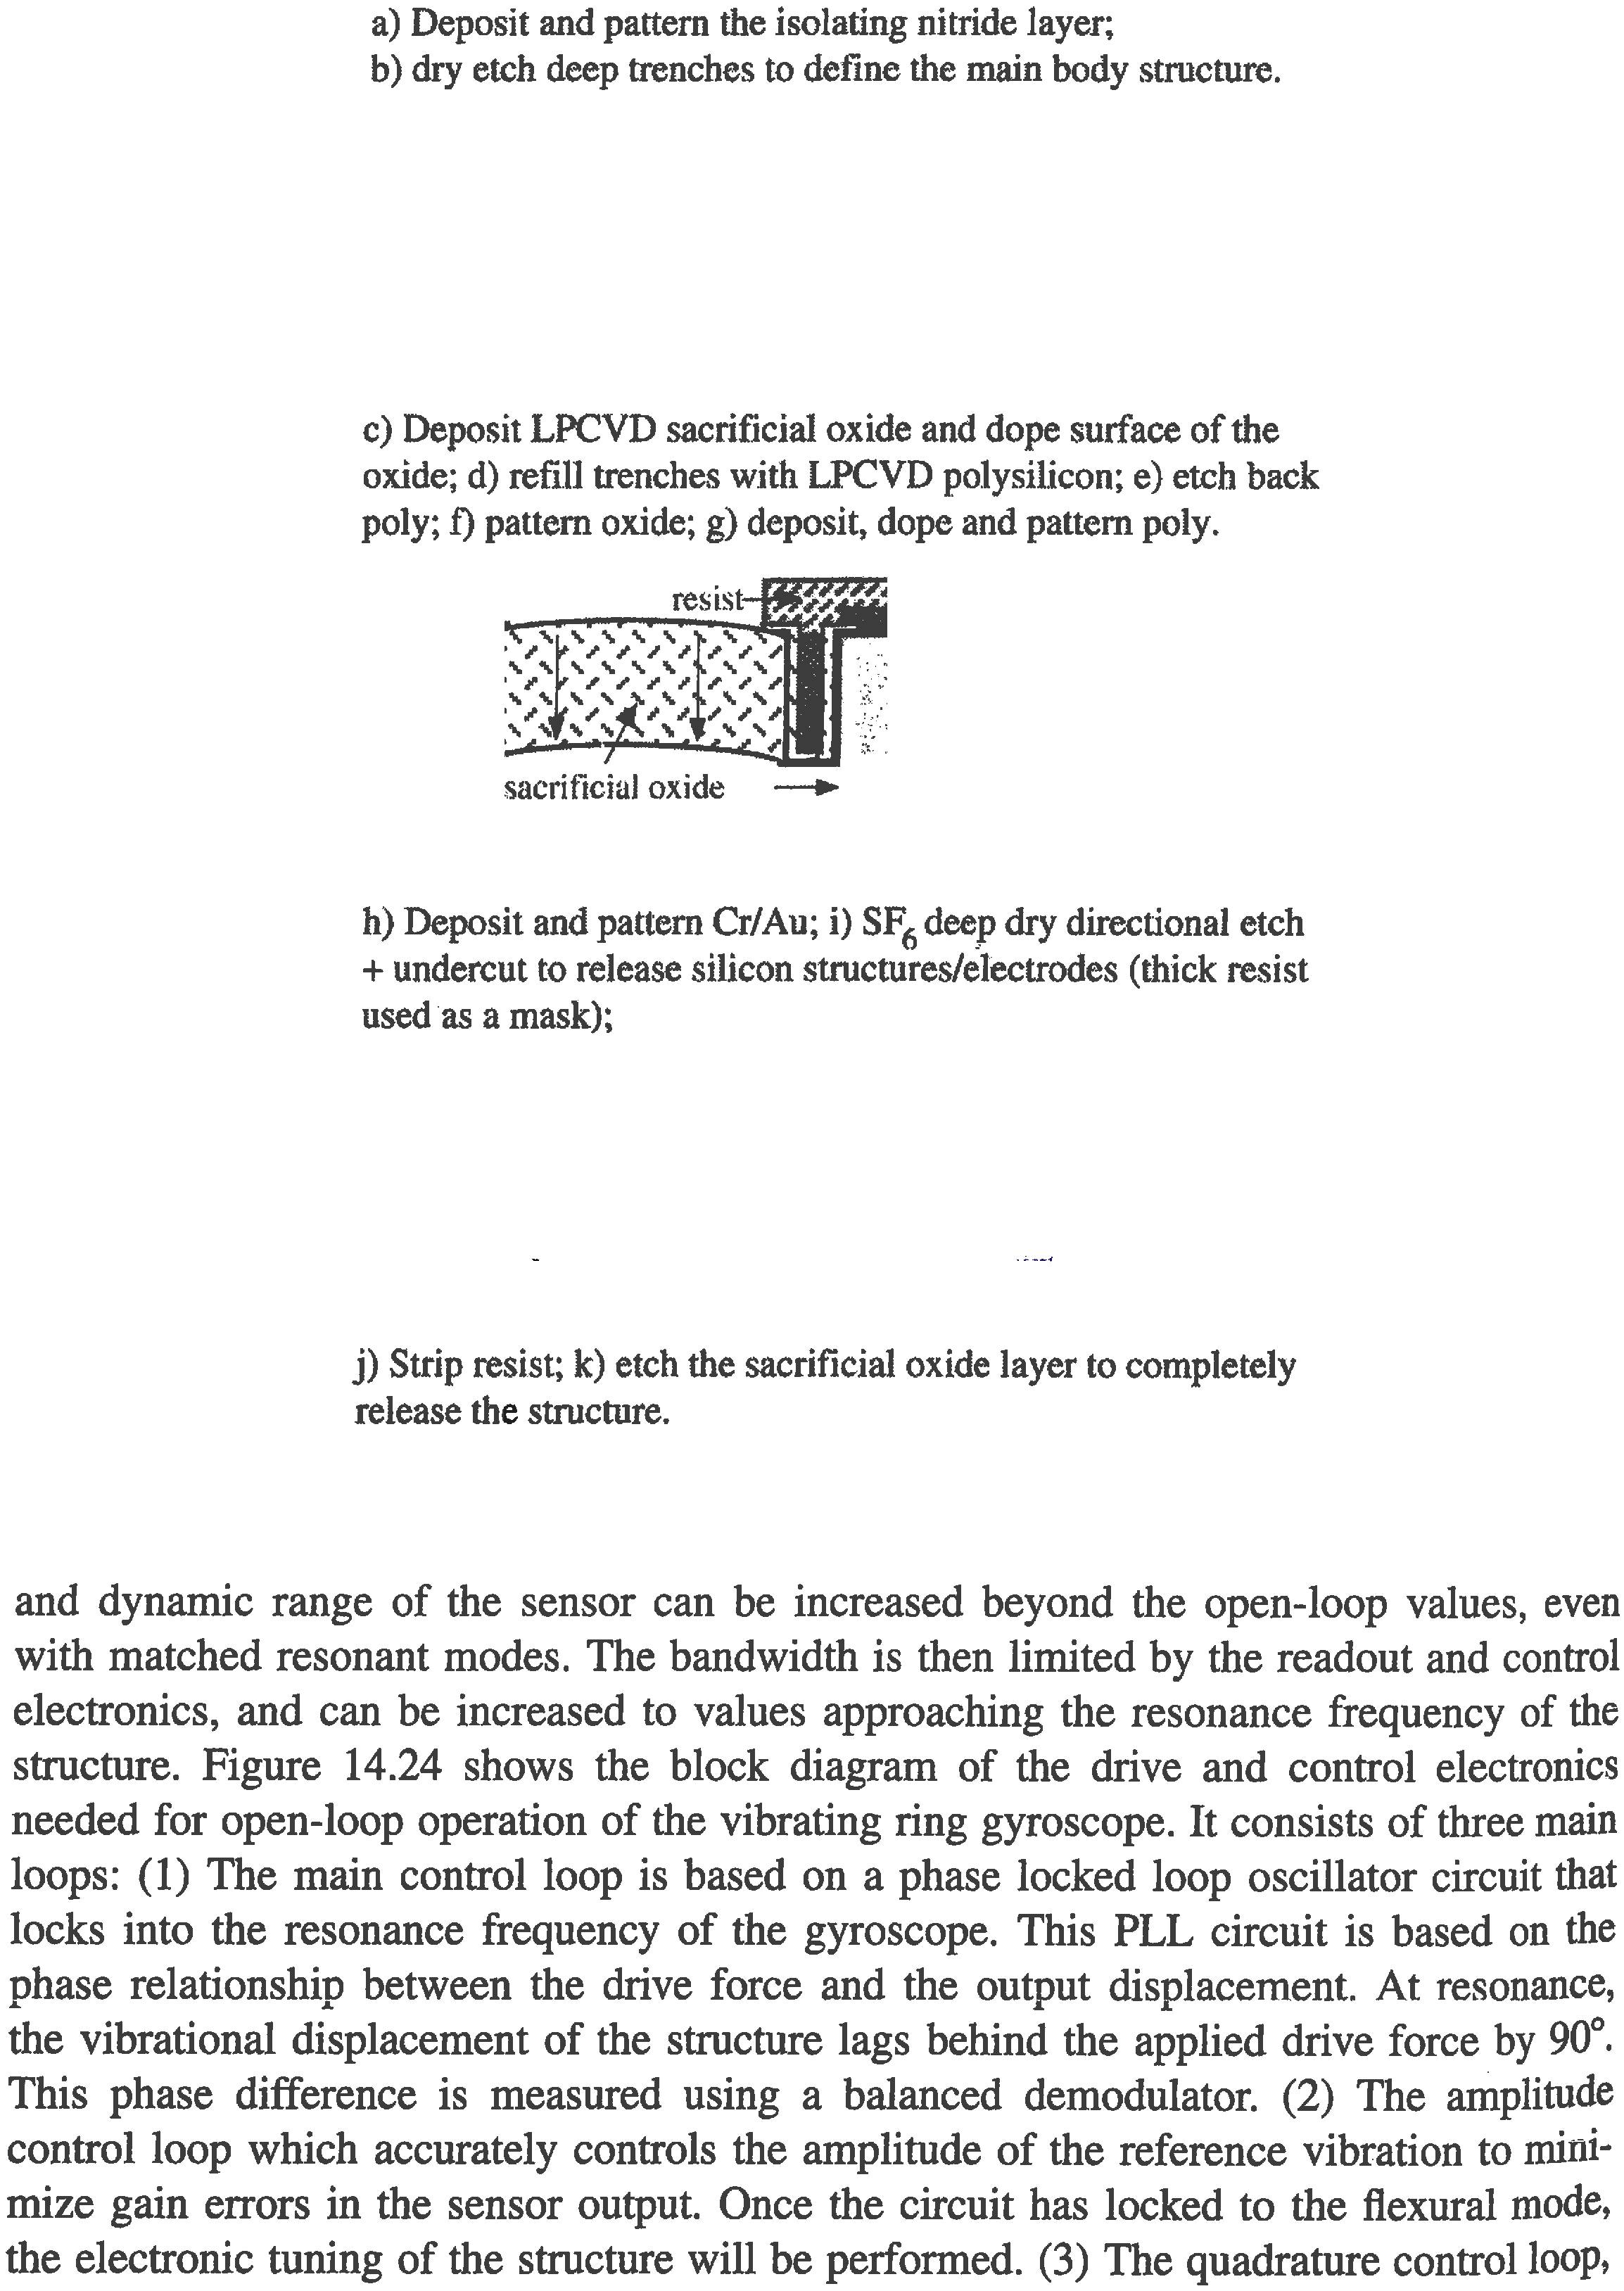 a) Deposit and pattern the isolating nitride layer;
b) dry etch deep trenches to define the main body structure.
c) Deposit LPCVD sacrificial oxide and dope surface of the
oxide; d) refill trenches with LPCVD polysilicon; e) etch back
poly; f) pattern oxide; g) deposit, dope and pattern poly.
resist
sacrificial oxide
h) Deposit and pattern Cr/Au; i) SF₆ deep dry directional etch
+ undercut to release silicon structures/electrodes (thick resist
used as a mask);
j) Strip resist; k) etch the sacrificial oxide layer to completely
release the structure.
and dynamic range of the sensor can be increased beyond the open-loop values, even
with matched resonant modes. The bandwidth is then limited by the readout and control
electronics, and can be increased to values approaching the resonance frequency of the
structure. Figure 14.24 shows the block diagram of the drive and control electronics
needed for open-loop operation of the vibrating ring gyroscope. It consists of three main
loops: (1) The main control loop is based on a phase locked loop oscillator circuit that
locks into the resonance frequency of the gyroscope. This PLL circuit is based on the
phase relationship between the drive force and the output displacement. At resonance,
the vibrational displacement of the structure lags behind the applied drive force by 90°.
This phase difference is measured using a balanced demodulator. (2) The amplitude
control loop which accurately controls the amplitude of the reference vibration to mini-
mize gain errors in the sensor output. Once the circuit has locked to the flexural mode,
the electronic tuning of the structure will be performed. (3) The quadrature control loop,